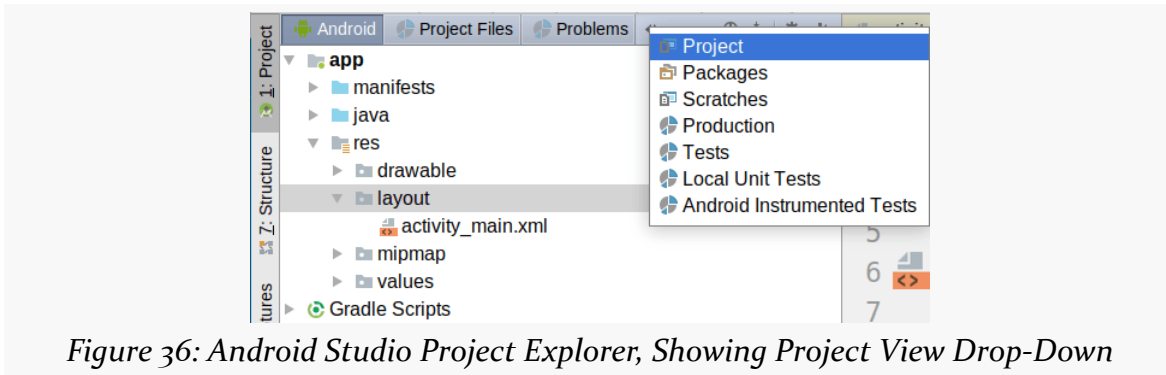 Android Project Files Problems
1: Project
app
manifests
java
res
drawable
layout
activity_main.xml
mipmap
values
Gradle Scripts
7: Structure
Project
Packages
Scratches
Production
Tests
Local Unit Tests
Android Instrumented Tests
5
6
7
Figure 36: Android Studio Project Explorer, Showing Project View Drop-Down